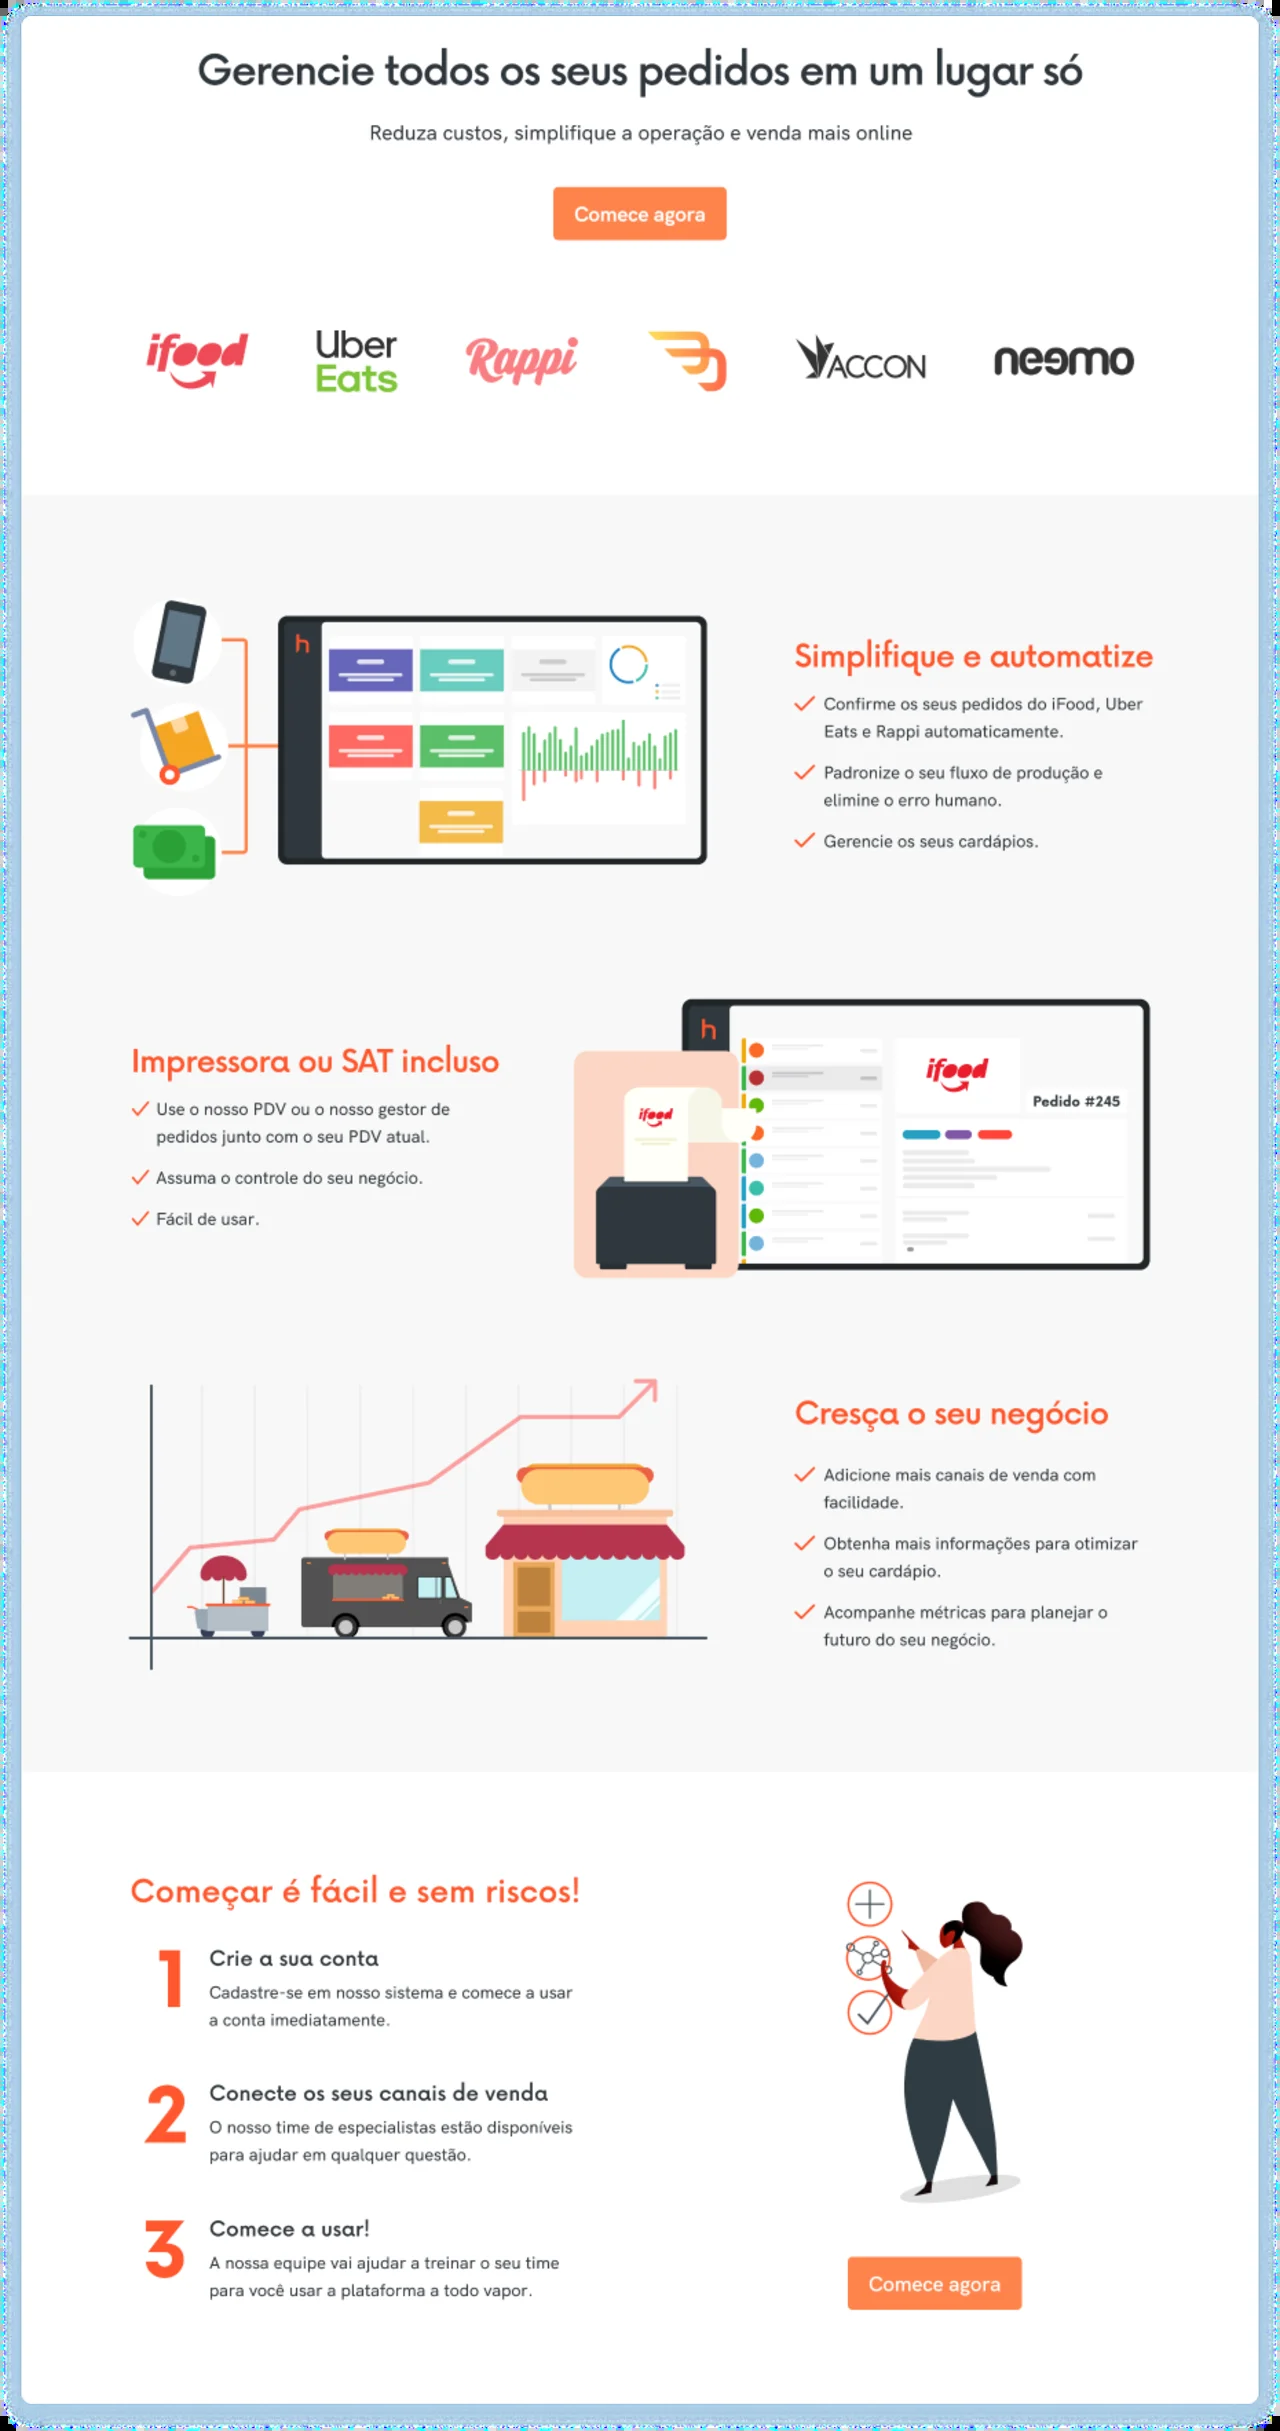 Gerencie todos os seus pedidos em um lugar só
Reduza custos, simplifique a operação e venda mais online
Comece agora
ifood
Uber
Eats
Rappi
ACCON
neemo
h
Simplifique e automatize
Confirme os seus pedidos do iFood, Uber
Eats e Rappi automaticamente.
Padronize o seu fluxo de produção e
elimine o erro humano.
Gerencie os seus cardápios.
Impressora ou SAT incluso
Use o nosso PDV ou o nosso gestor de
pedidos junto com o seu PDV atual.
Assuma o controle do seu negócio.
Fácil de usar.
h
ifood
Pedido #245
ifood
Cresça o seu negócio
Adicione mais canais de venda com
facilidade.
Obtenha mais informações para otimizar
o seu cardápio.
Acompanhe métricas para planejar o
futuro do seu negócio.
Começar é fácil e sem riscos!
1
Crie a sua conta
Cadastre-se em nosso sistema e comece a usar
a conta imediatamente.
2
Conecte os seus canais de venda
O nosso time de especialistas estão disponíveis
para ajudar em qualquer questão.
3
Comece a usar!
A nossa equipe vai ajudar a treinar o seu time
para você usar a plataforma a todo vapor.
Comece agora